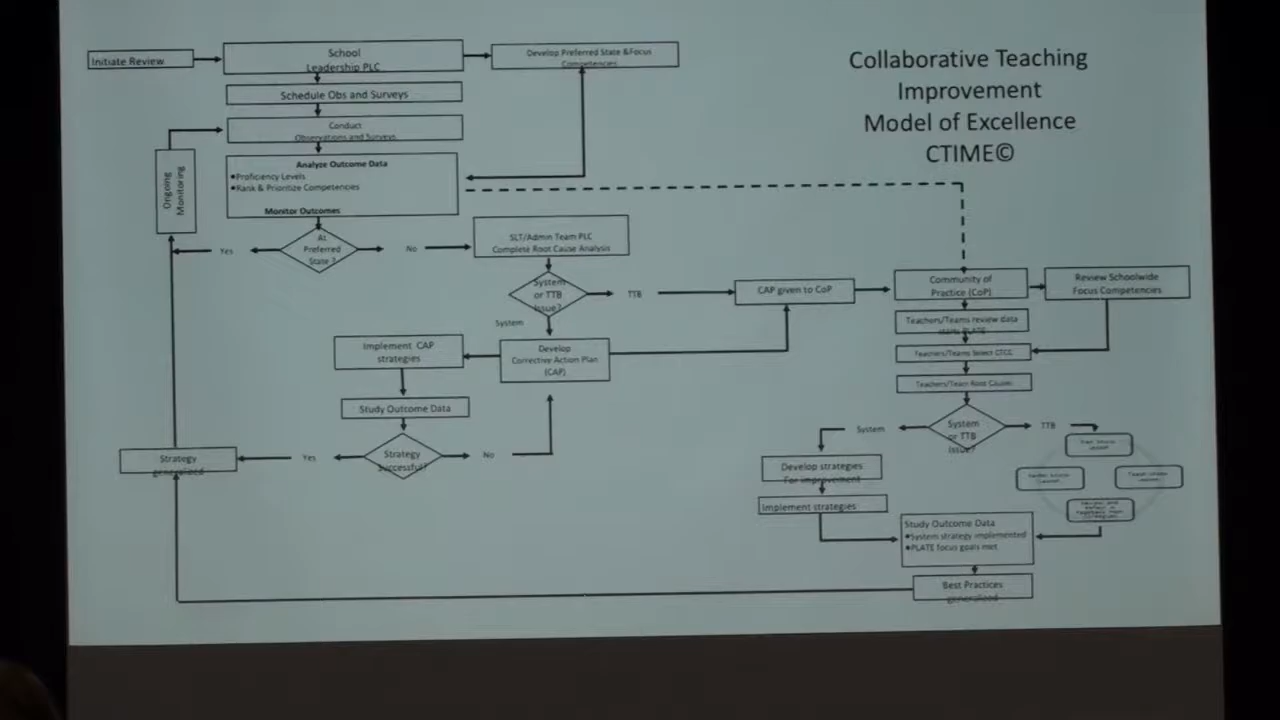 Collaborative Teaching
Improvement
Model of Excellence
CTIME©
Initiate Review
School
Leadership PLC
Develop Preferred State &Focus
Competencies
Schedule Obs and Surveys
Conduct
Observations and Surveys
Ongoing
Monitoring
Analyze Outcome Data
•Proficiency Levels
•Rank & Prioritize Competencies
Monitor Outcomes
At
Preferred
State ?
Yes
No
SLT/Admin Team PLC
Complete Root Cause Analysis
System
or TTB
Issue?
TTB
System
CAP given to CoP
Community of
Practice (CoP)
Review Schoolwide
Focus Competencies
Teachers/Teams review data
Teachers/Teams Select
Teachers/Team Root Causes
Implement CAP
strategies
Develop
Corrective Action Plan
(CAP)
Study Outcome Data
Strategy
Successful?
Yes
No
Strategy
generalized
System
or TTB
Issue?
System
TTB
Develop strategies
For improvement
Implement strategies
Study Outcome Data
•System strategy implemented
•PLATE focus goals met
Best Practices
generalized